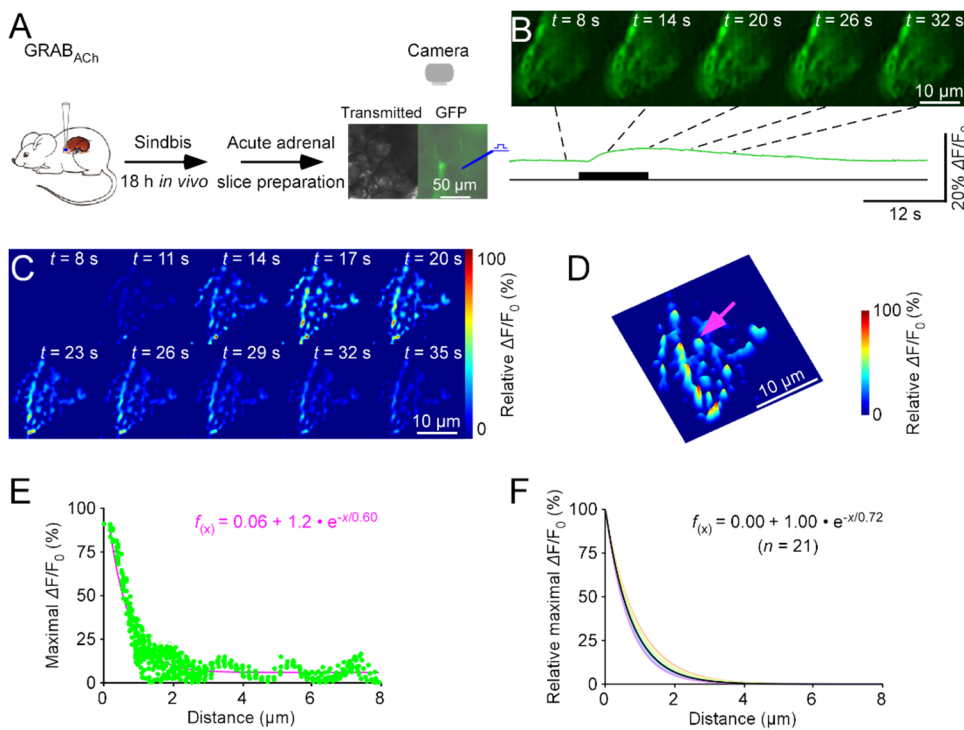 A
GRAB_ACh
Sindbis
18 h in vivo
Acute adrenal
slice preparation
Camera
Transmitted
GFP
50 µm
B
t = 8 s
t = 14 s
t = 20 s
t = 26 s
t = 32 s
10 µm
20% ΔF/F₀
12 s
C
t = 8 s
t = 11 s
t = 14 s
t = 17 s
t = 20 s
t = 23 s
t = 26 s
t = 29 s
t = 32 s
t = 35 s
10 µm
100
0
Relative ΔF/F₀ (%)
D
10 µm
100
0
Relative ΔF/F₀ (%)
E
f(x) = 0.06 + 1.2 • e^-x/0.60
Maximal ΔF/F₀ (%)
100
75
50
25
0
0
2
4
6
8
Distance (µm)
F
f(x) = 0.00 + 1.00 • e^-x/0.72
(n = 21)
Relative maximal ΔF/F₀ (%)
100
75
50
25
0
0
2
4
6
8
Distance (µm)